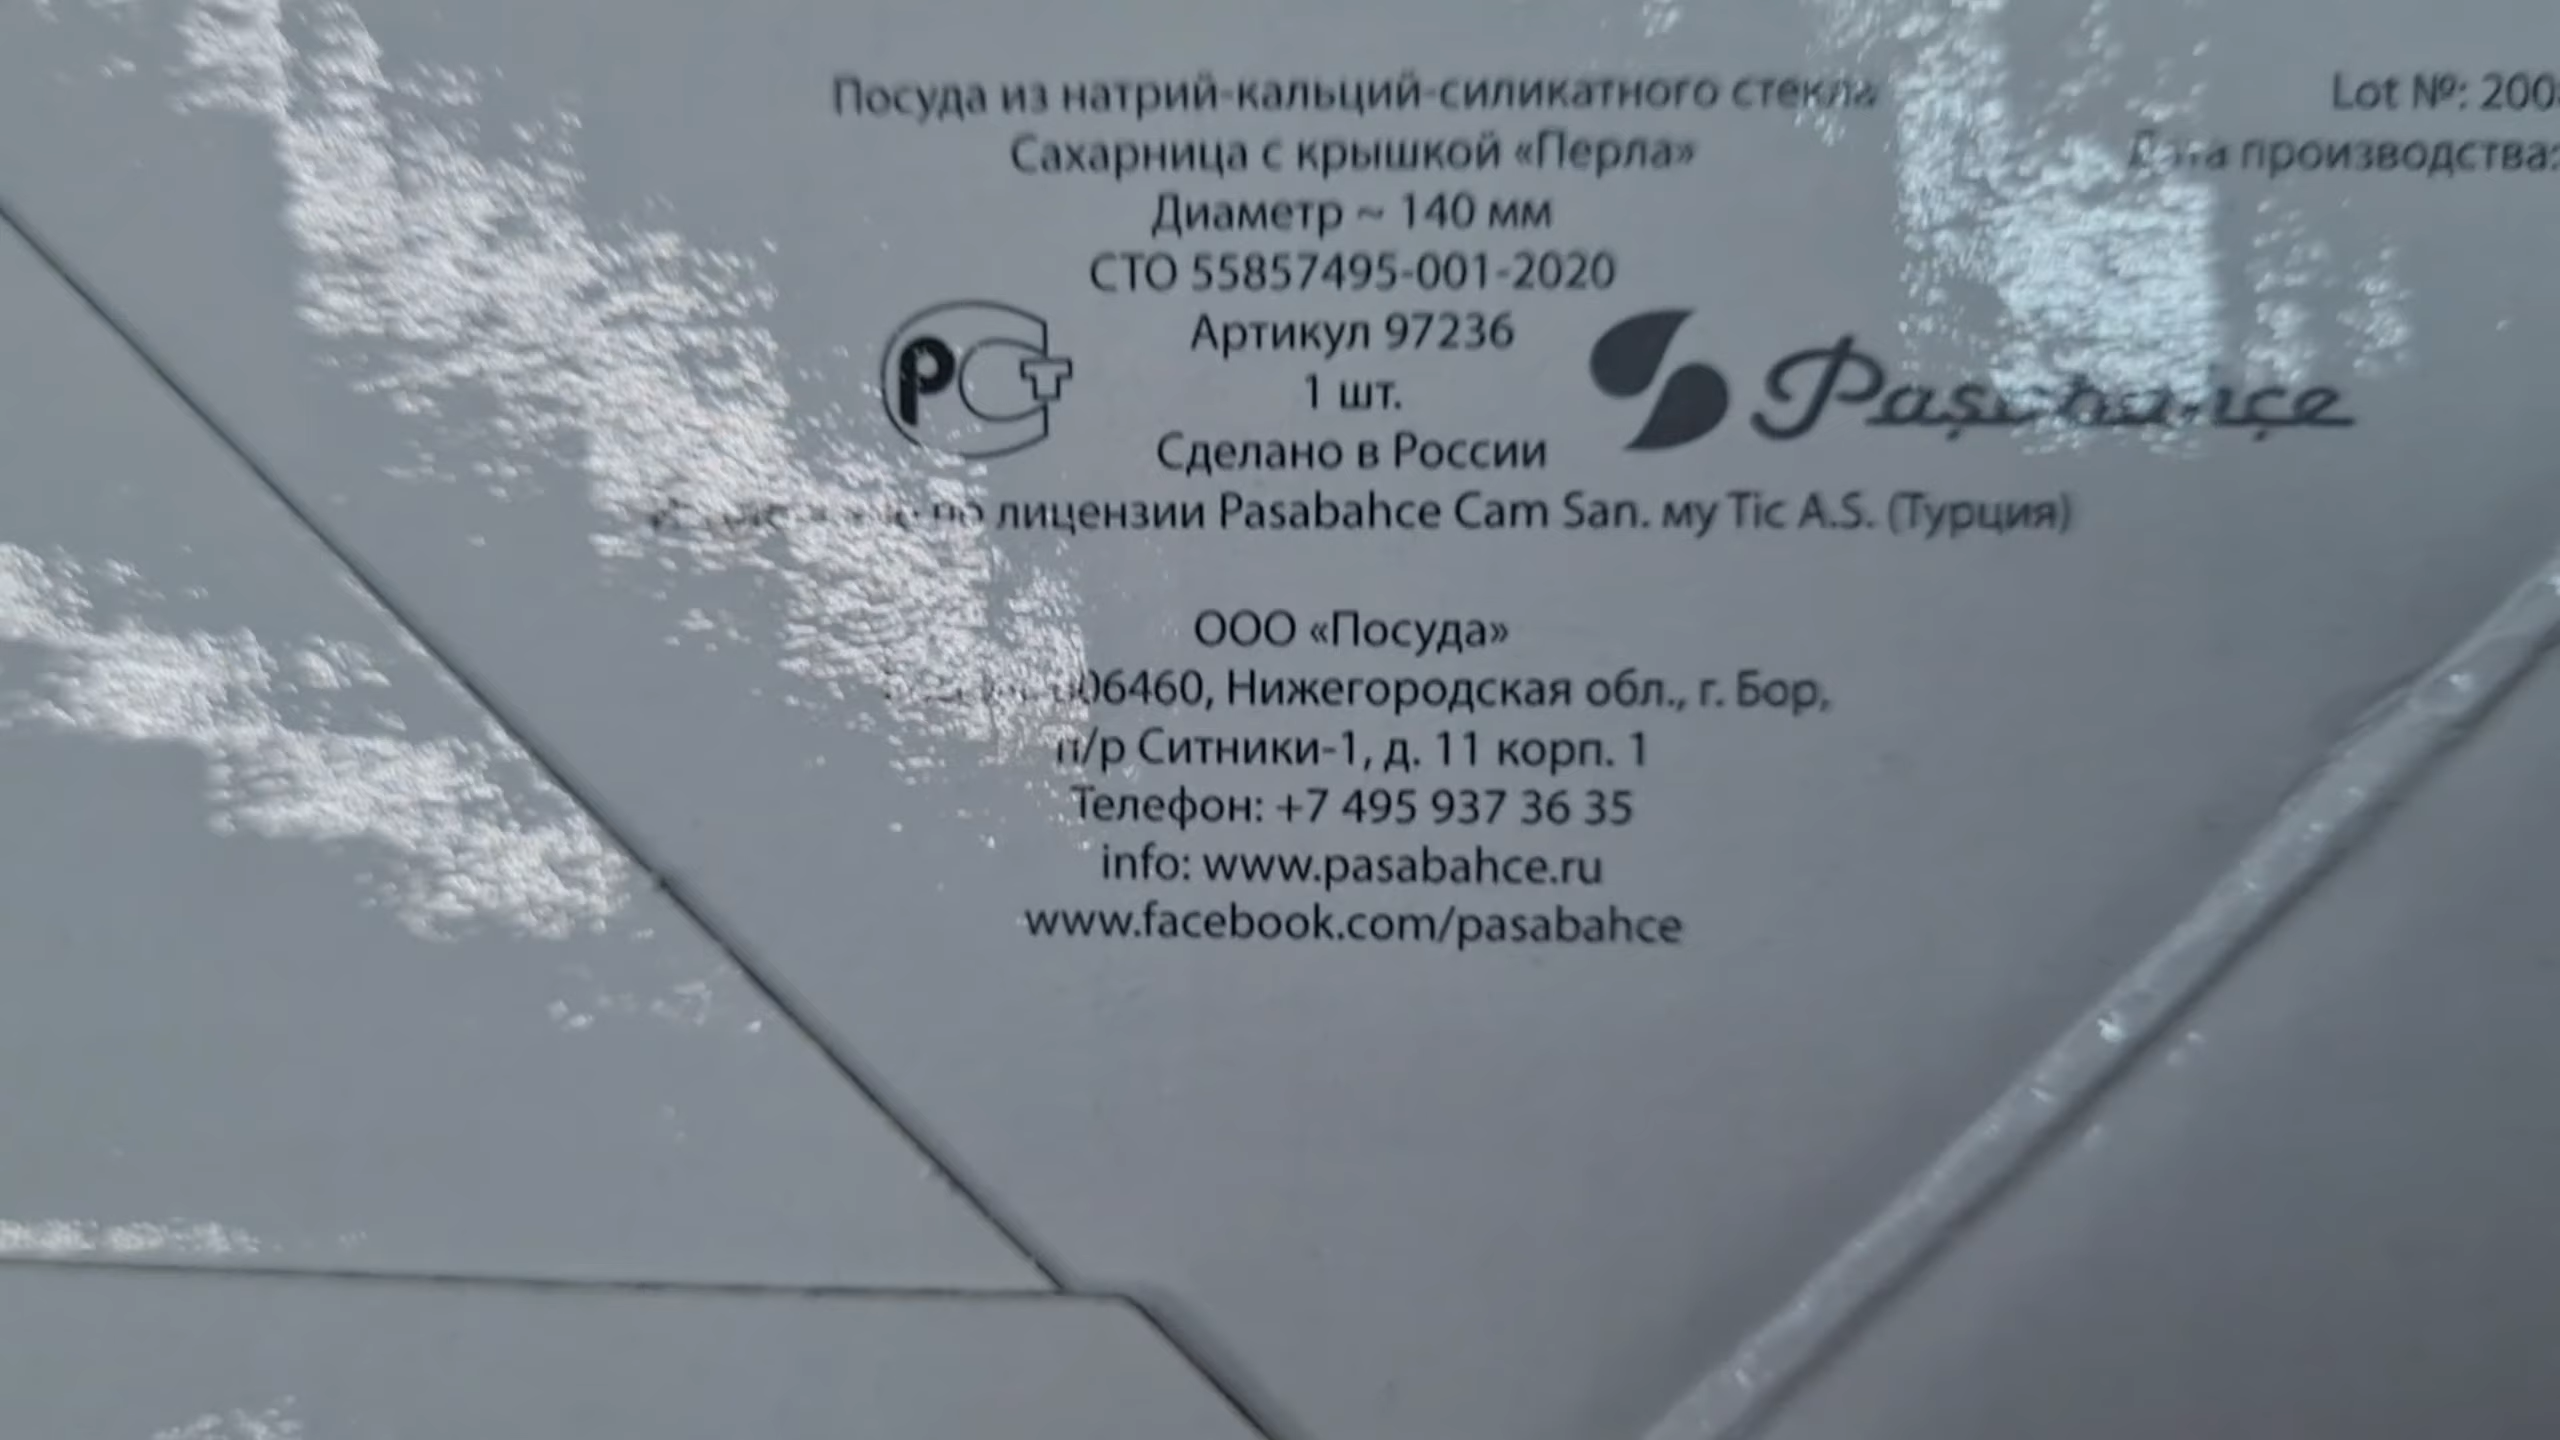 Посуда из натрий-кальций-силикатного стекла
Lot №: 200
Сахарница с крышкой «Перла»
Дата производства:
Диаметр ~ 140 мм
СТО 55857495-001-2020
Артикул 97236
РСт
Paşabahçe
1 шт.
Сделано в России
по лицензии Pasabahce Cam San. му Tic A.S. (Турция)
ООО «Посуда»
06460, Нижегородская обл., г. Бор,
п/р Ситники-1, д. 11 корп. 1
Телефон: +7 495 937 36 35
info: www.pasabahce.ru
www.facebook.com/pasabahce